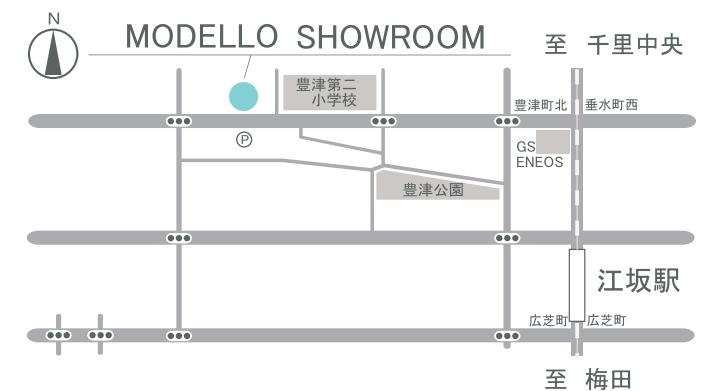 N
MODELLO SHOWROOM
至 千里中央
豊津第二
小学校
豊津町北
垂水町西
P
GS
ENEOS
豊津公園
江坂駅
広芝町
広芝町
至 梅田